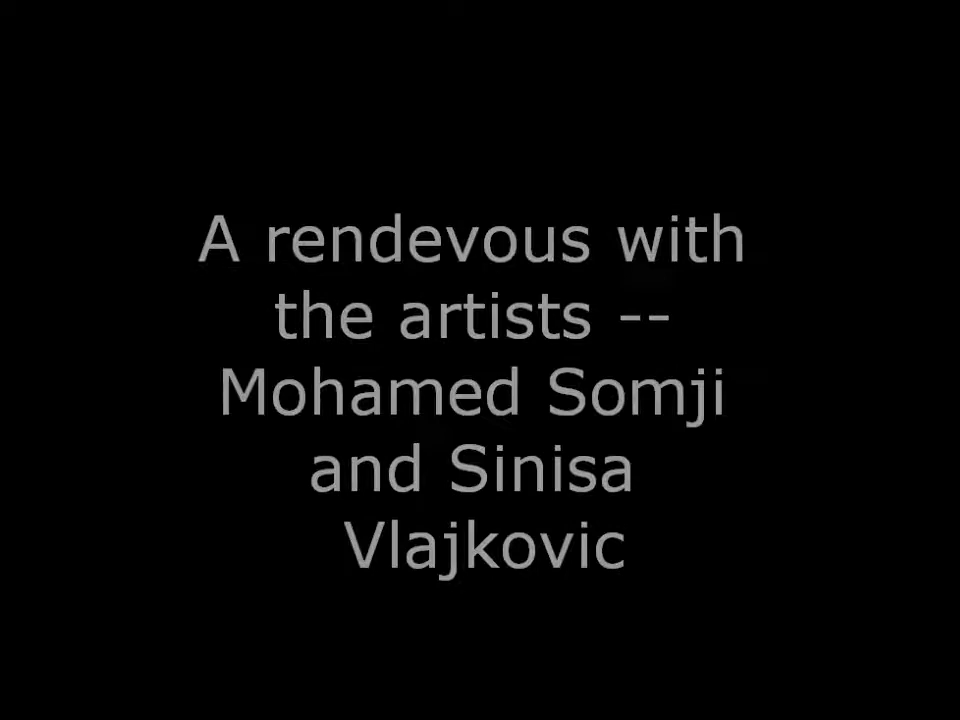 A rendevous with
the artists --
Mohamed Somji
and Sinisa
Vlajkovic